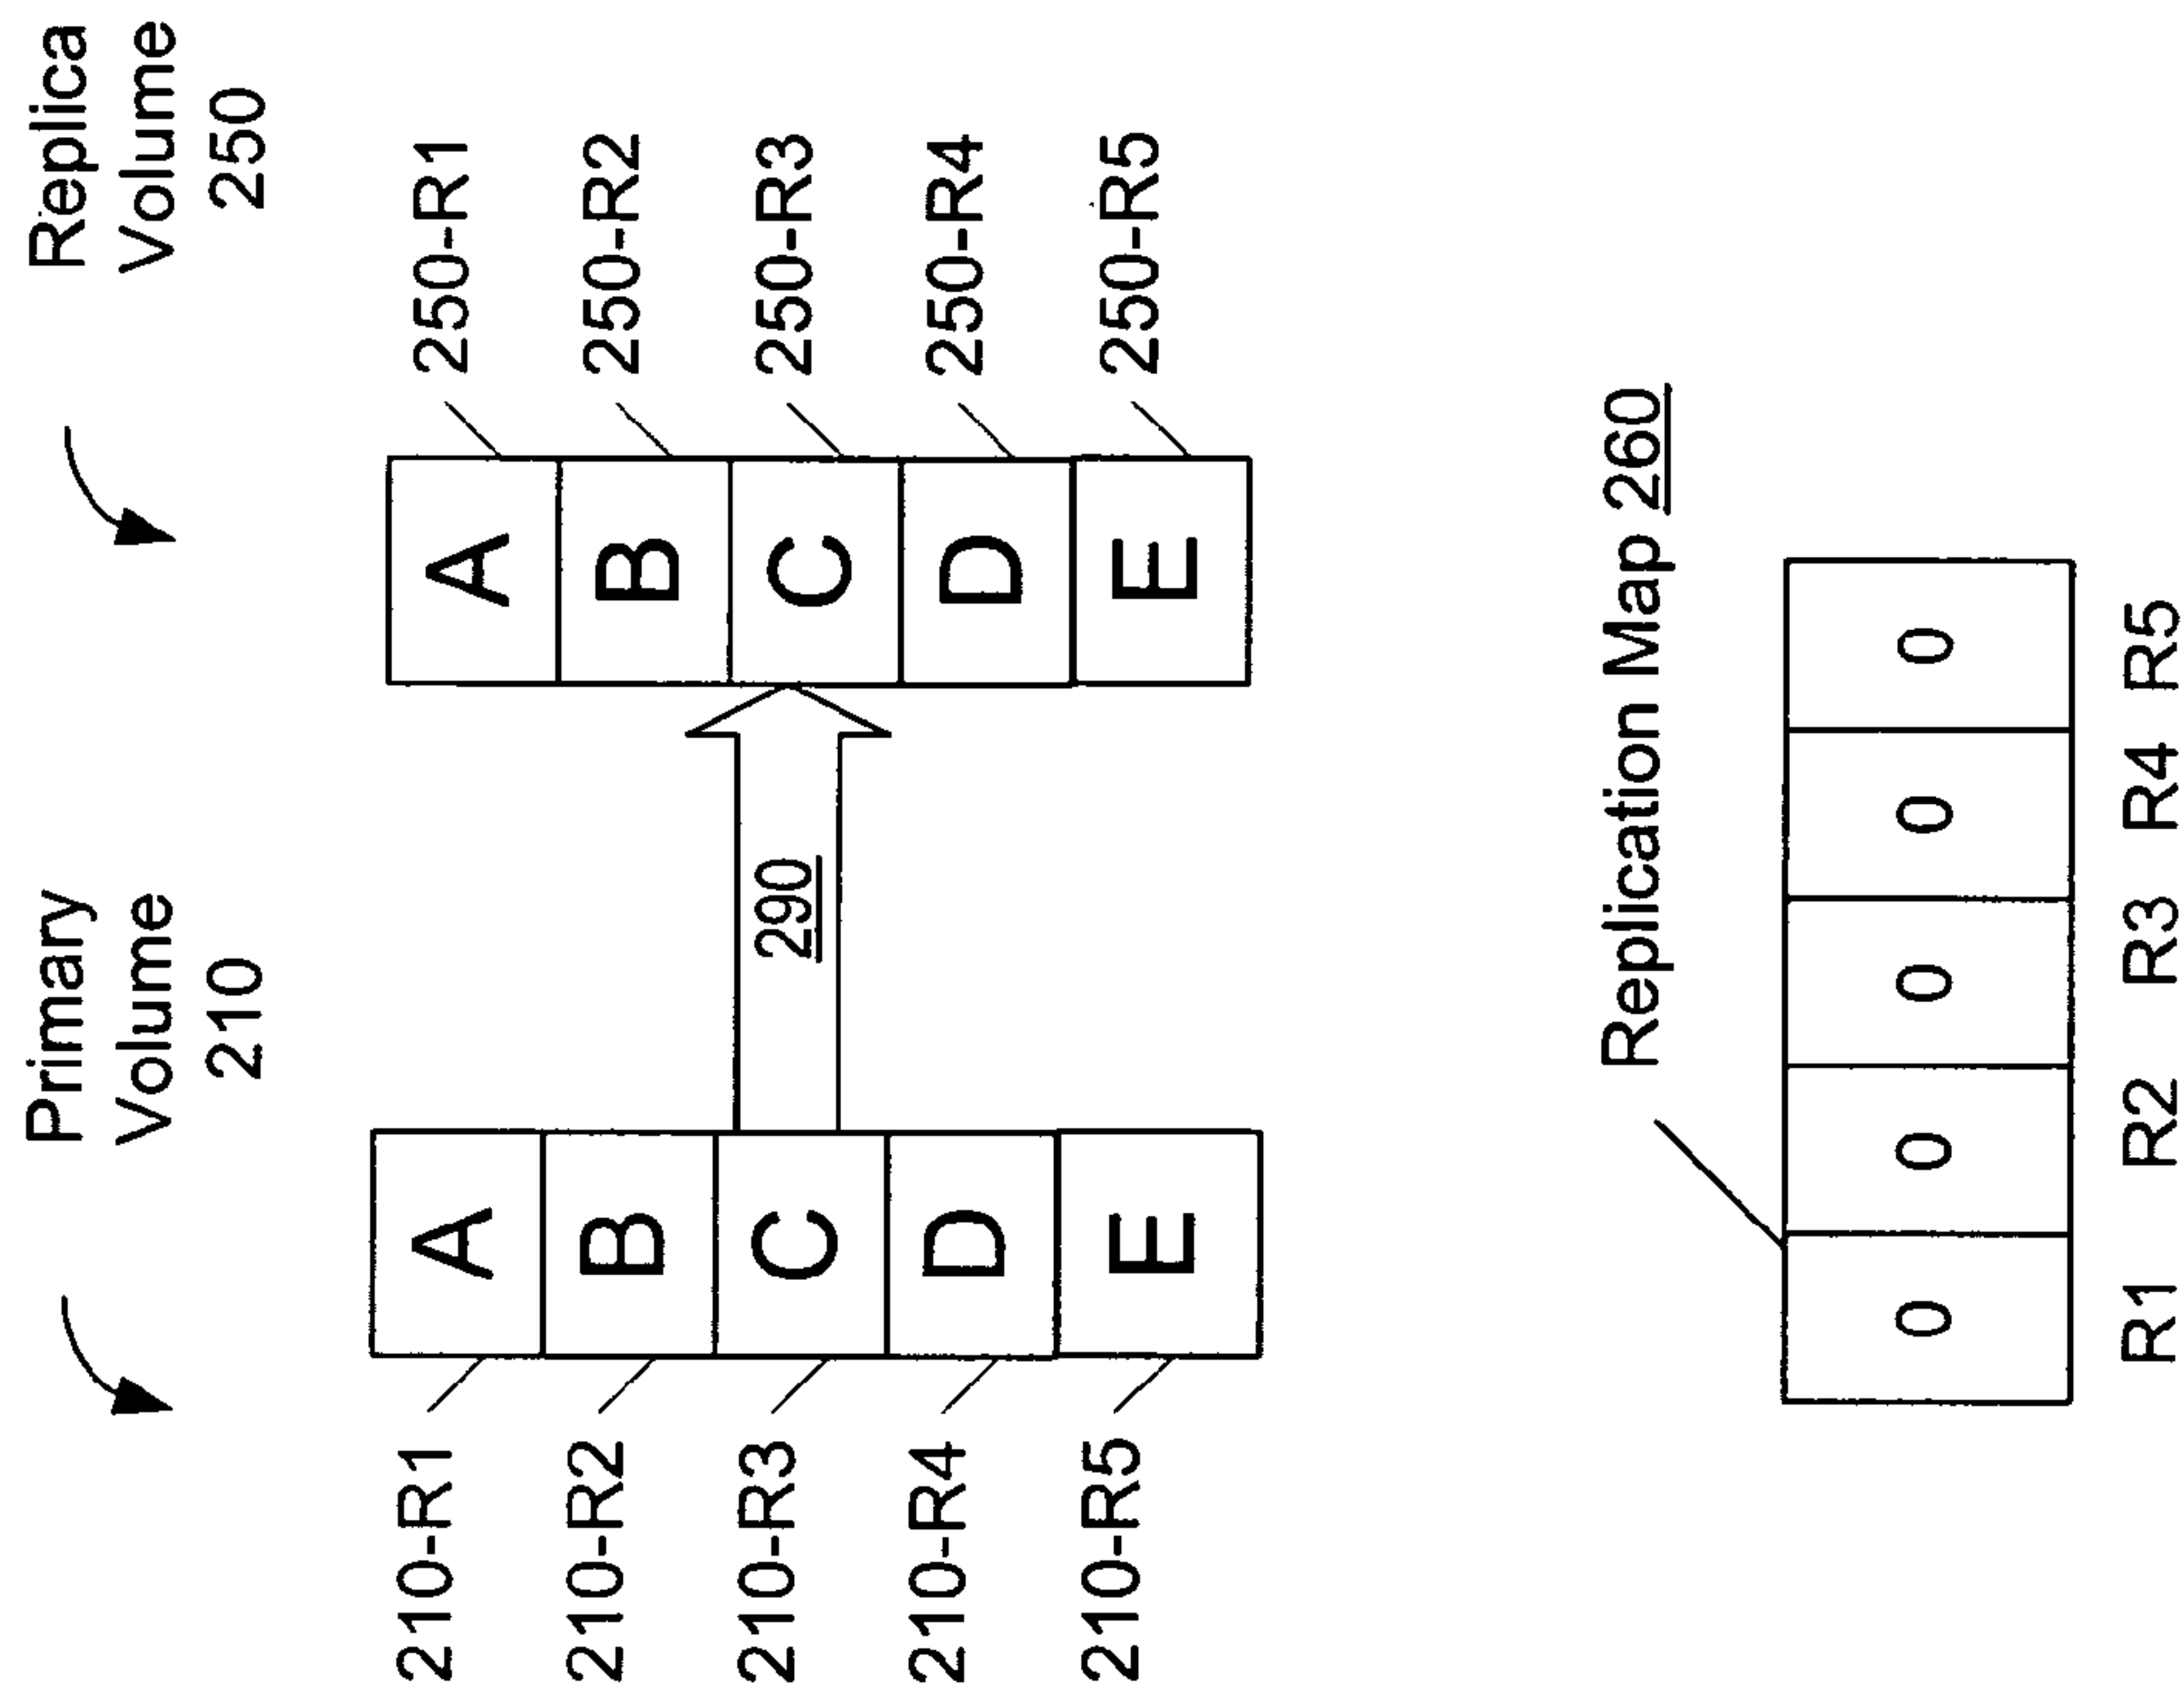 Primary
Volume
210
Replica
Volume
250
210-R1
A
A
250-R1
210-R2
B
B
250-R2
210-R3
C
290
C
250-R3
210-R4
D
D
250-R4
210-R5
E
E
250-R5
Replication Map 260
0 0 0 0 0
R1 R2 R3 R4 R5